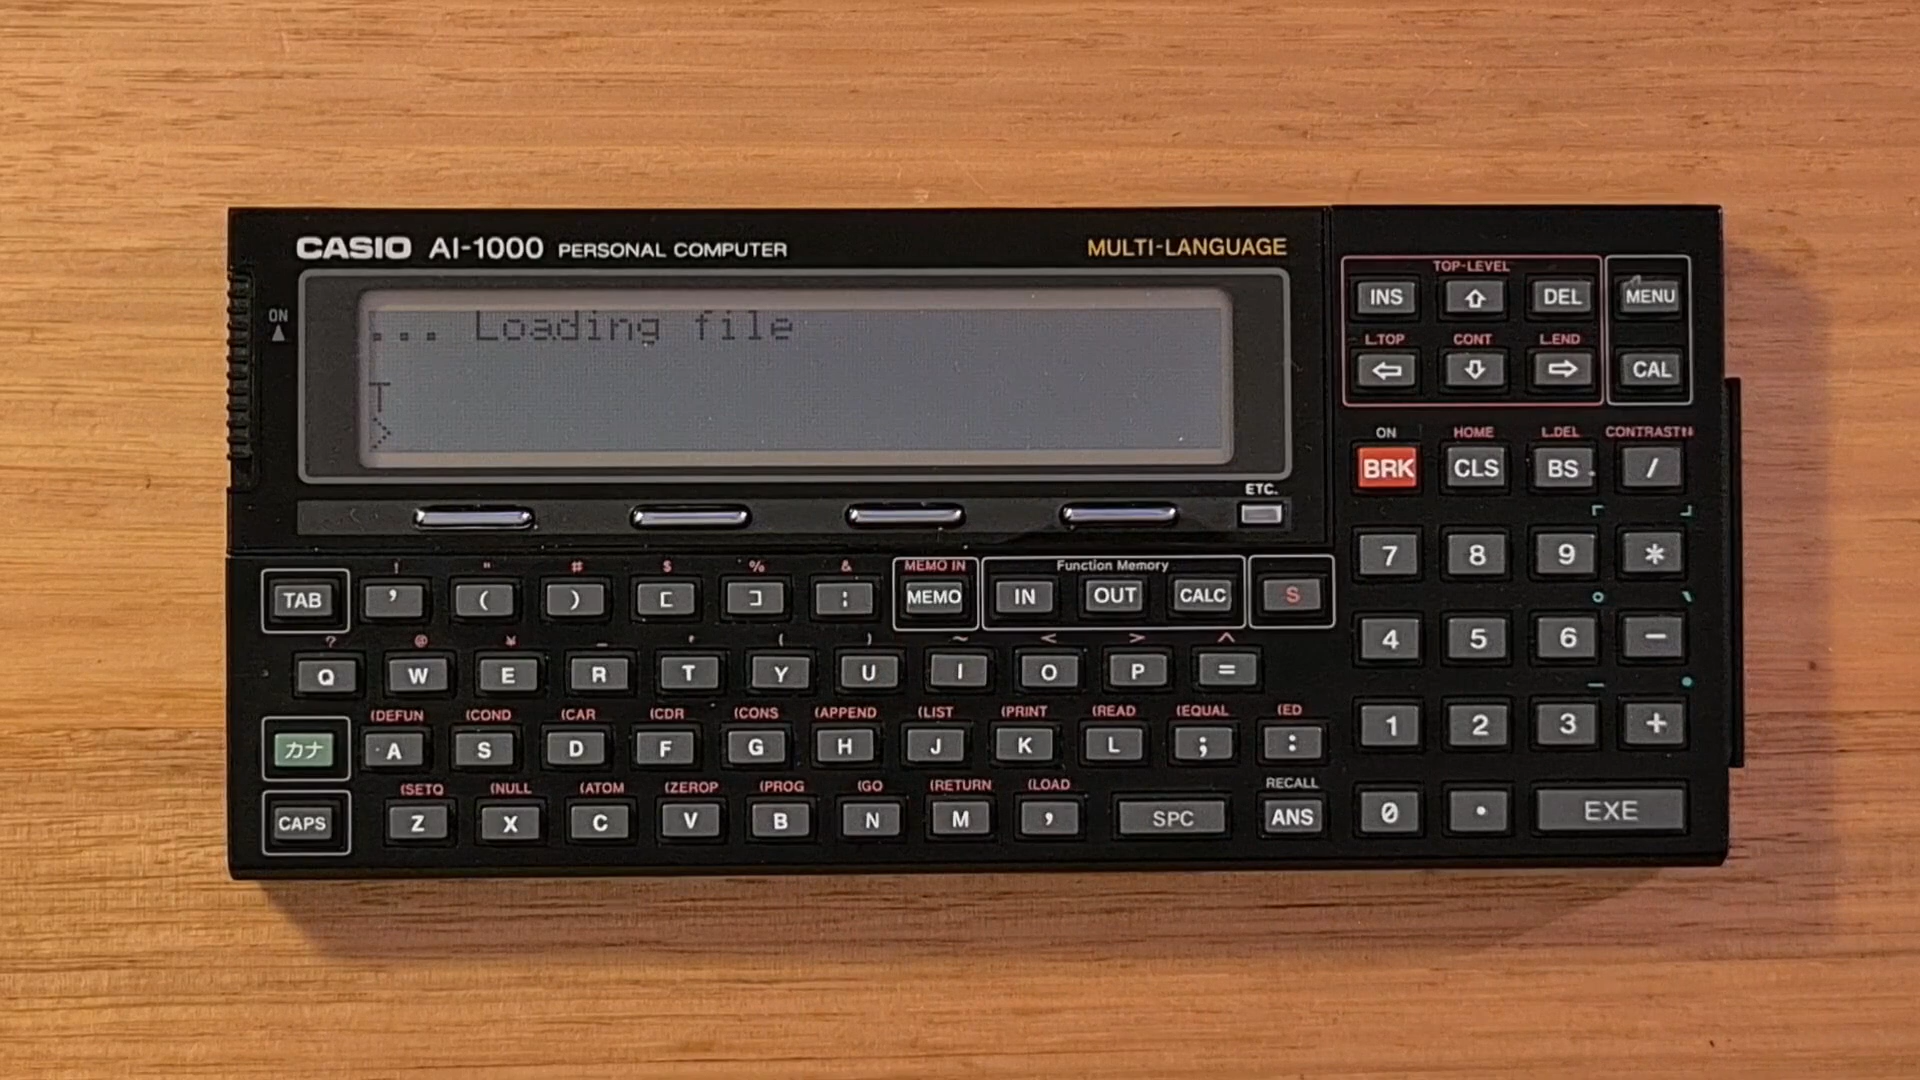 CASIO AI-1000 PERSONAL COMPUTER MULTI-LANGUAGE
ON
... Loading file
T
>
ETC.
TOP-LEVEL
INS ⇧ DEL MENU
L.TOP CONT L.END
⇦ ⇩ ⇨ CAL
ON HOME L.DEL CONTRAST⇅
BRK CLS BS /
「 」
7 8 9 *
° 、
4 5 6 −
— •
1 2 3 +
0 • EXE
! " # $ % & MEMO IN Function Memory
TAB ' ( ) [ ] | MEMO IN OUT CALC S
? @ ¥ _ ' { } ~ < > ^
Q W E R T Y U I O P =
(DEFUN (COND (CAR (CDR (CONS (APPEND (LIST (PRINT (READ (EQUAL (ED
カナ A S D F G H J K L ; :
(SETQ (NULL (ATOM (ZEROP (PROG (GO (RETURN (LOAD RECALL
CAPS Z X C V B N M , SPC ANS